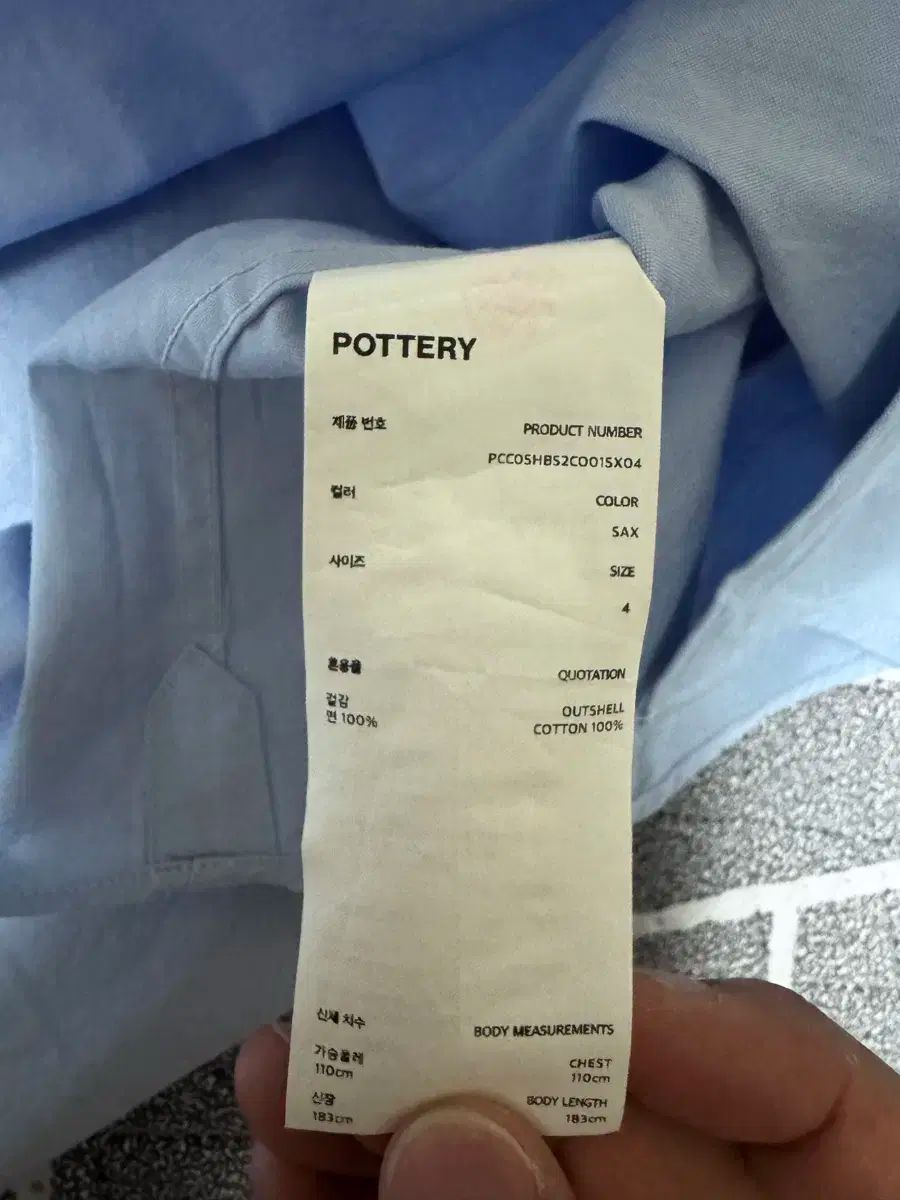 POTTERY
제품 번호
PRODUCT NUMBER
PCC0SHB52C001SX04
컬러
COLOR
SAX
사이즈
SIZE
4
혼용율
QUOTATION
겉감
OUTSHELL
면 100%
COTTON 100%
신체 치수
BODY MEASUREMENTS
가슴둘레
CHEST
110cm
110cm
신장
BODY LENGTH
183cm
183cm